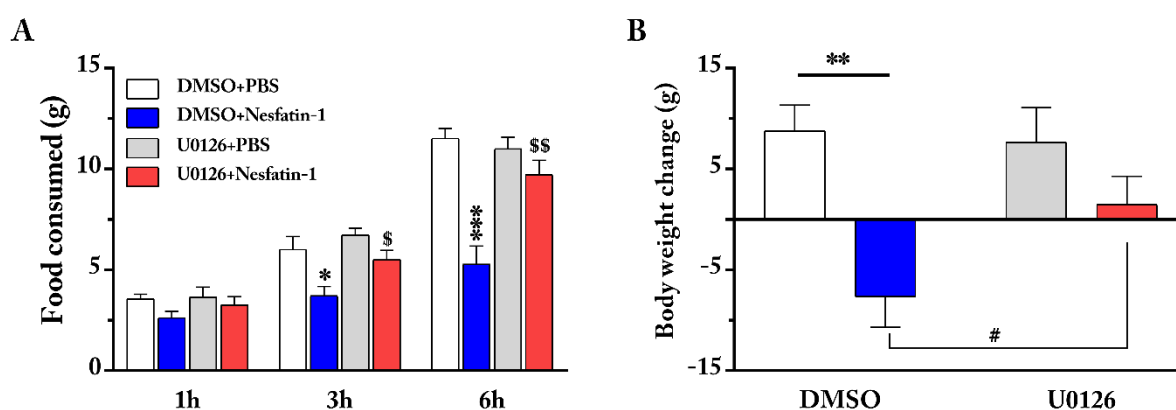 A
Food consumed (g)
15
10
5
0
DMSO+PBS
DMSO+Nesfatin-1
U0126+PBS
U0126+Nesfatin-1
*
$
***
$$
1h
3h
6h
B
Body weight change (g)
15
5
-5
-15
**
#
DMSO
U0126